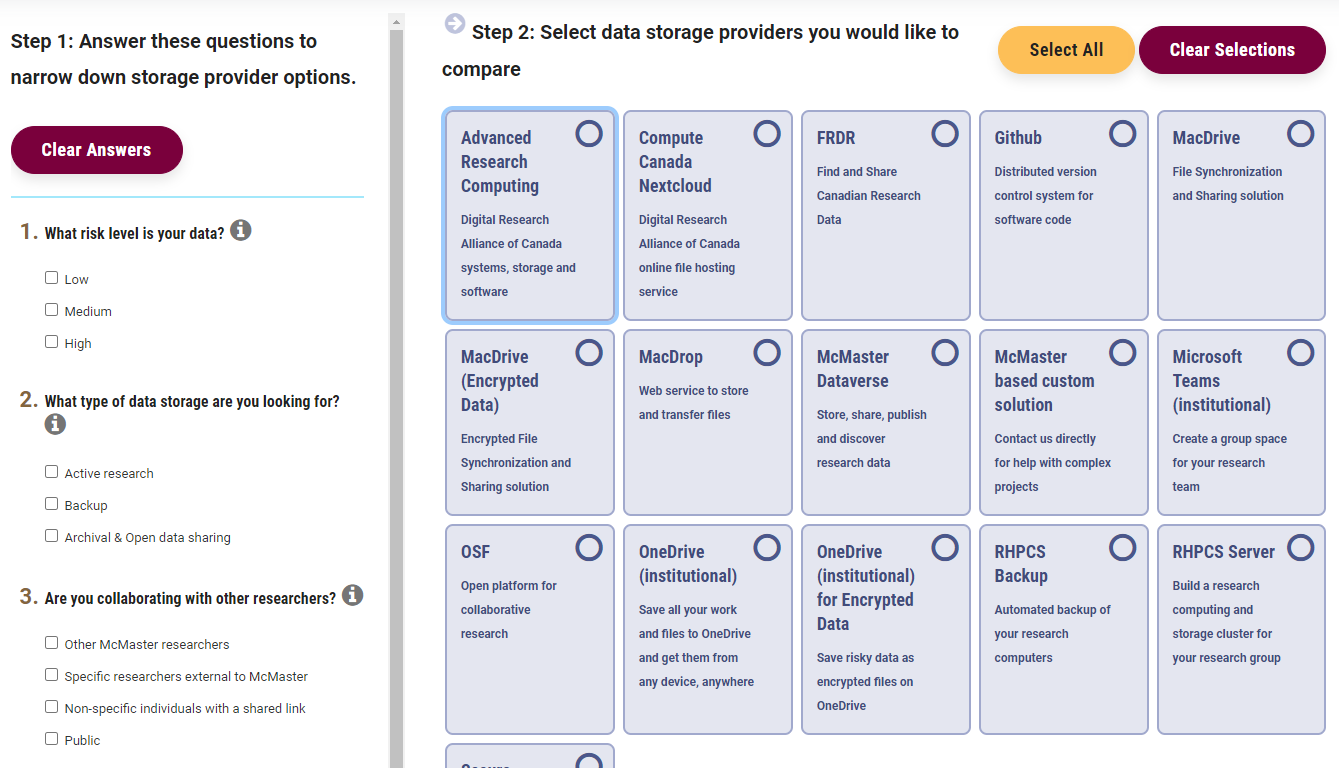 Step 1: Answer these questions to
narrow down storage provider options.
Clear Answers
1. What risk level is your data?
Low
Medium
High
2. What type of data storage are you looking for?
Active research
Backup
Archival & Open data sharing
3. Are you collaborating with other researchers?
Other McMaster researchers
Specific researchers external to McMaster
Non-specific individuals with a shared link
Public
Step 2: Select data storage providers you would like to
compare
Select All
Clear Selections
Advanced
Research
Computing
Digital Research
Alliance of Canada
systems, storage and
software
Compute
Canada
Nextcloud
Digital Research
Alliance of Canada
online file hosting
service
FRDR
Find and Share
Canadian Research
Data
Github
Distributed version
control system for
software code
MacDrive
File Synchronization
and Sharing solution
MacDrive
(Encrypted
Data)
Encrypted File
Synchronization and
Sharing solution
MacDrop
Web service to store
and transfer files
McMaster
Dataverse
Store, share, publish
and discover
research data
McMaster
based custom
solution
Contact us directly
for help with complex
projects
Microsoft
Teams
(institutional)
Create a group space
for your research
team
OSF
Open platform for
collaborative
research
OneDrive
(institutional)
Save all your work
and files to OneDrive
and get them from
any device, anywhere
OneDrive
(institutional)
for Encrypted
Data
Save risky data as
encrypted files on
OneDrive
RHPCS
Backup
Automated backup of
your research
computers
RHPCS Server
Build a research
computing and
storage cluster for
your research group